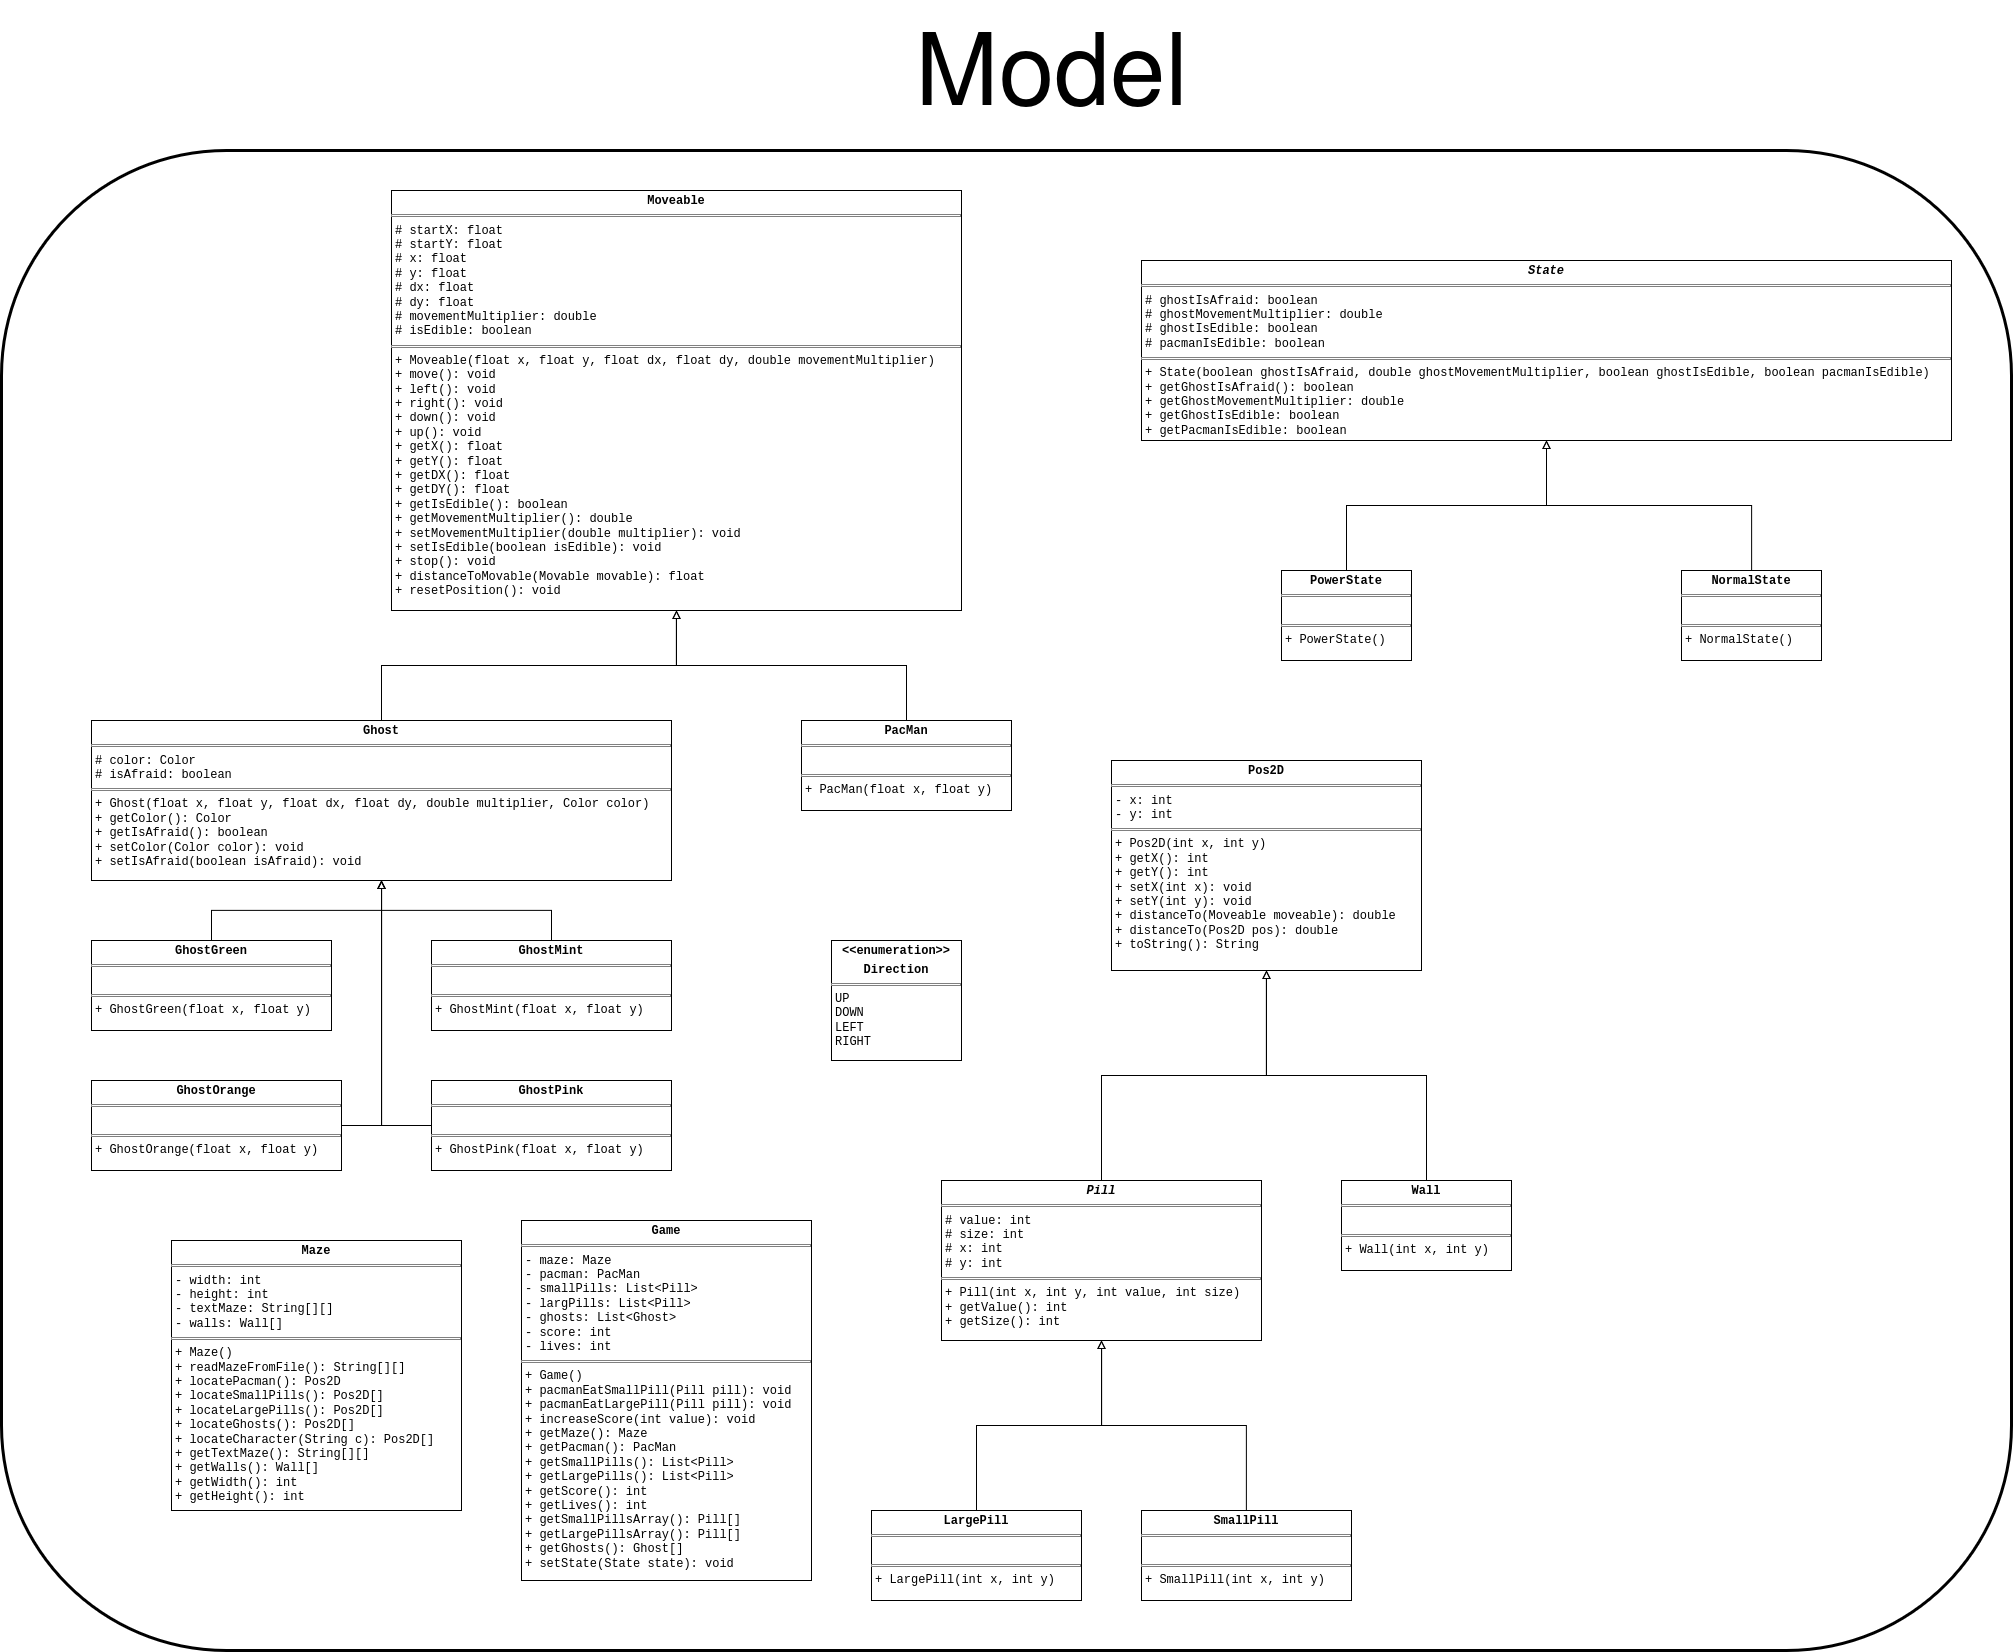 Model
Moveable
# startX: float
# startY: float
# x: float
# y: float
# dx: float
# dy: float
# movementMultiplier: double
# isEdible: boolean
+ Moveable(float x, float y, float dx, float dy, double movementMultiplier)
+ move(): void
+ left(): void
+ right(): void
+ down(): void
+ up(): void
+ getX(): float
+ getY(): float
+ getDX(): float
+ getDY(): float
+ getIsEdible(): boolean
+ getMovementMultiplier(): double
+ setMovementMultiplier(double multiplier): void
+ setIsEdible(boolean isEdible): void
+ stop(): void
+ distanceToMovable(Movable movable): float
+ resetPosition(): void
State
# ghostIsAfraid: boolean
# ghostMovementMultiplier: double
# ghostIsEdible: boolean
# pacmanIsEdible: boolean
+ State(boolean ghostIsAfraid, double ghostMovementMultiplier, boolean ghostIsEdible, boolean pacmanIsEdible)
+ getGhostIsAfraid(): boolean
+ getGhostMovementMultiplier: double
+ getGhostIsEdible: boolean
+ getPacmanIsEdible: boolean
PowerState
+ PowerState()
NormalState
+ NormalState()
Ghost
# color: Color
# isAfraid: boolean
+ Ghost(float x, float y, float dx, float dy, double multiplier, Color color)
+ getColor(): Color
+ getIsAfraid(): boolean
+ setColor(Color color): void
+ setIsAfraid(boolean isAfraid): void
PacMan
+ PacMan(float x, float y)
Pos2D
- x: int
- y: int
+ Pos2D(int x, int y)
+ getX(): int
+ getY(): int
+ setX(int x): void
+ setY(int y): void
+ distanceTo(Moveable moveable): double
+ distanceTo(Pos2D pos): double
+ toString(): String
GhostGreen
+ GhostGreen(float x, float y)
GhostMint
+ GhostMint(float x, float y)
<<enumeration>>
Direction
UP
DOWN
LEFT
RIGHT
GhostOrange
+ GhostOrange(float x, float y)
GhostPink
+ GhostPink(float x, float y)
Pill
# value: int
# size: int
# x: int
# y: int
+ Pill(int x, int y, int value, int size)
+ getValue(): int
+ getSize(): int
Wall
+ Wall(int x, int y)
Maze
- width: int
- height: int
- textMaze: String[][]
- walls: Wall[]
+ Maze()
+ readMazeFromFile(): String[][]
+ locatePacman(): Pos2D
+ locateSmallPills(): Pos2D[]
+ locateLargePills(): Pos2D[]
+ locateGhosts(): Pos2D[]
+ locateCharacter(String c): Pos2D[]
+ getTextMaze(): String[][]
+ getWalls(): Wall[]
+ getWidth(): int
+ getHeight(): int
Game
- maze: Maze
- pacman: PacMan
- smallPills: List<Pill>
- largPills: List<Pill>
- ghosts: List<Ghost>
- score: int
- lives: int
+ Game()
+ pacmanEatSmallPill(Pill pill): void
+ pacmanEatLargePill(Pill pill): void
+ increaseScore(int value): void
+ getMaze(): Maze
+ getPacman(): PacMan
+ getSmallPills(): List<Pill>
+ getLargePills(): List<Pill>
+ getScore(): int
+ getLives(): int
+ getSmallPillsArray(): Pill[]
+ getLargePillsArray(): Pill[]
+ getGhosts(): Ghost[]
+ setState(State state): void
LargePill
+ LargePill(int x, int y)
SmallPill
+ SmallPill(int x, int y)